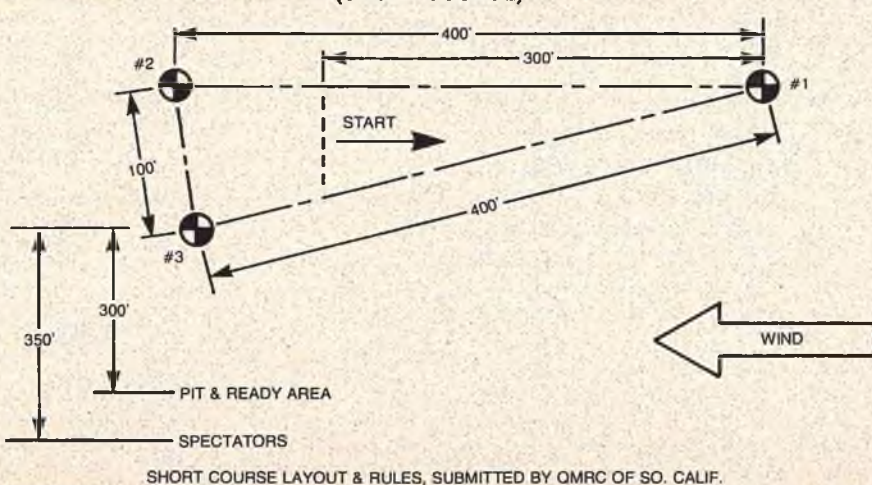 400'
300'
#2
#1
START
100'
400'
#3
300'
350'
WIND
PIT & READY AREA
SPECTATORS
SHORT COURSE LAYOUT & RULES, SUBMITTED BY QMRC OF SO. CALIF.